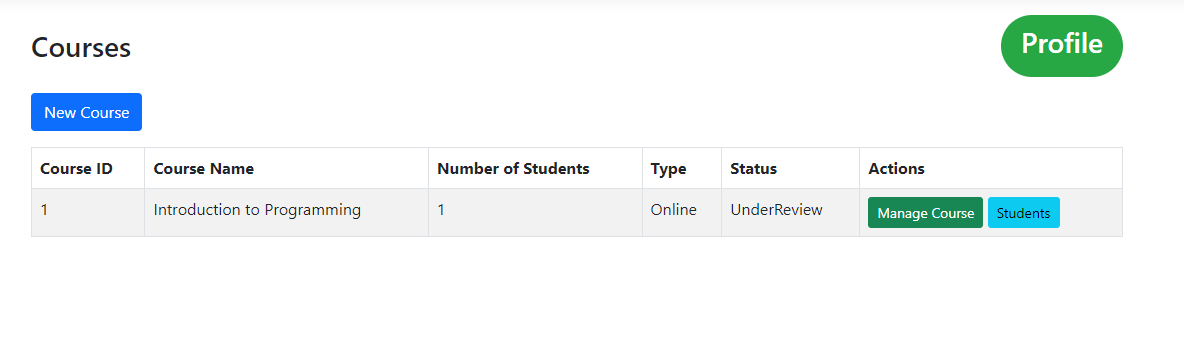 Courses
Profile
New Course
Course ID Course Name Number of Students Type Status Actions
1 Introduction to Programming 1 Online UnderReview Manage Course Students